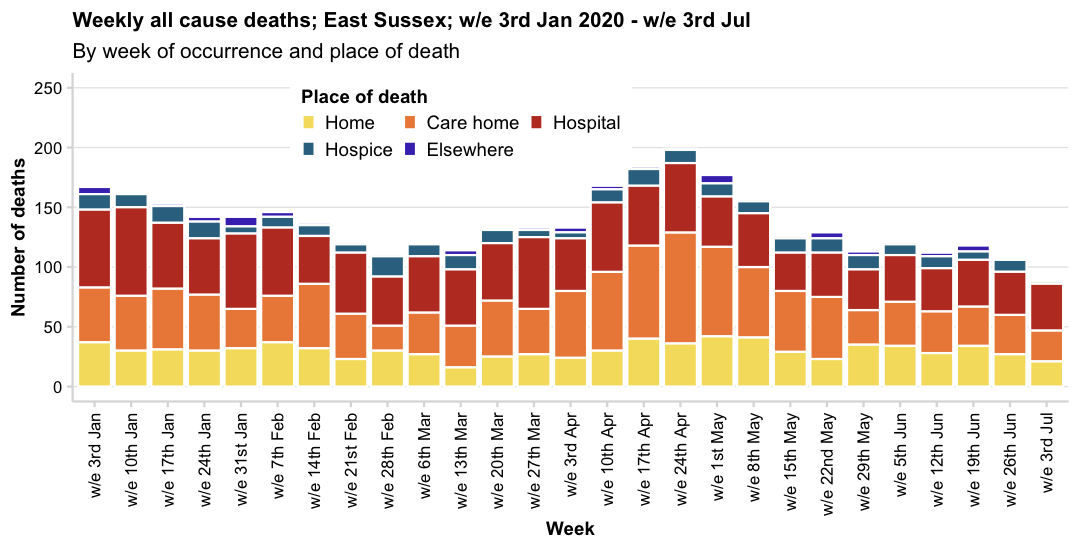 Weekly all cause deaths; East Sussex; w/e 3rd Jan 2020 - w/e 3rd Jul
By week of occurrence and place of death
Number of deaths
250
200
150
100
50
0
Place of death
Home Care home Hospital
Hospice Elsewhere
w/e 3rd Jan
w/e 10th Jan
w/e 17th Jan
w/e 24th Jan
w/e 31st Jan
w/e 7th Feb
w/e 14th Feb
w/e 21st Feb
w/e 28th Feb
w/e 6th Mar
w/e 13th Mar
w/e 20th Mar
w/e 27th Mar
w/e 3rd Apr
w/e 10th Apr
w/e 17th Apr
w/e 24th Apr
w/e 1st May
w/e 8th May
w/e 15th May
w/e 22nd May
w/e 29th May
w/e 5th Jun
w/e 12th Jun
w/e 19th Jun
w/e 26th Jun
w/e 3rd Jul
Week